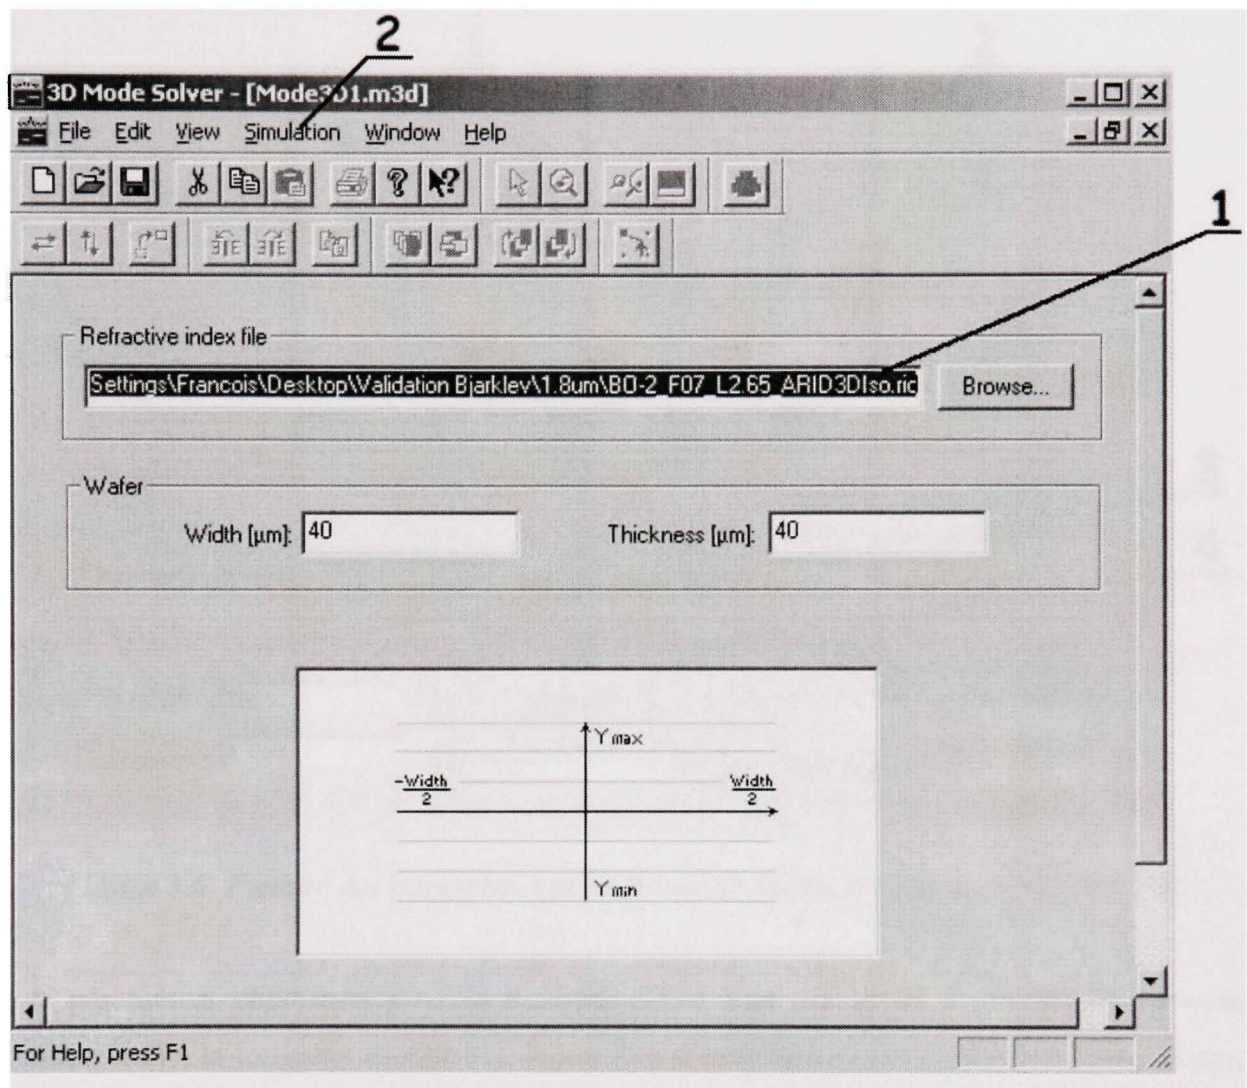 2
3D Mode Solver - [Mode3D1.m3d]
File Edit View Simulation Window Help
1
Refractive index file
Settings\Francois\Desktop\Validation Bjarklev\1.8um\BO-2_F07_L2.65_ARID3DIso.ric
Browse...
Wafer
Width [µm]: 40 Thickness [µm]: 40
Y max
-Width/2 Width/2
Y min
For Help, press F1